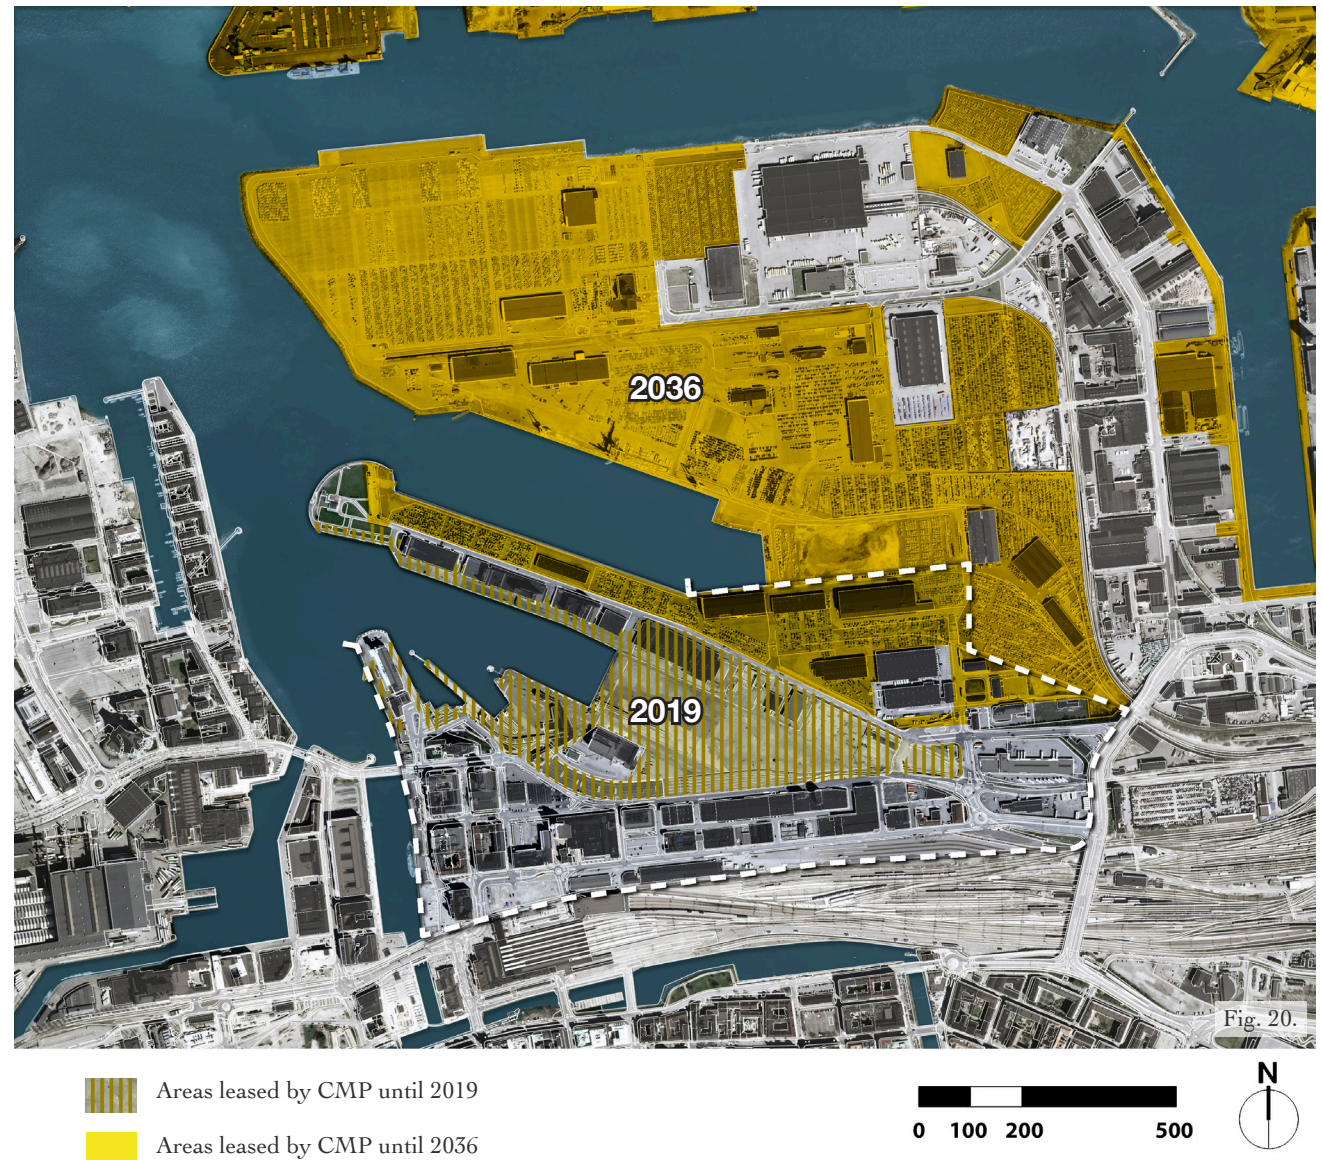 2036
2019
Fig. 20.
Areas leased by CMP until 2019
Areas leased by CMP until 2036
0 100 200 500
N